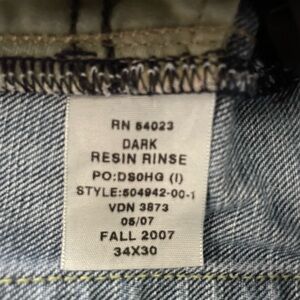 RN 54023
DARK
RESIN RINSE
PO:DS0HG (I)
STYLE:504942-00-1
VDN 3873
05/07
FALL 2007
34X30